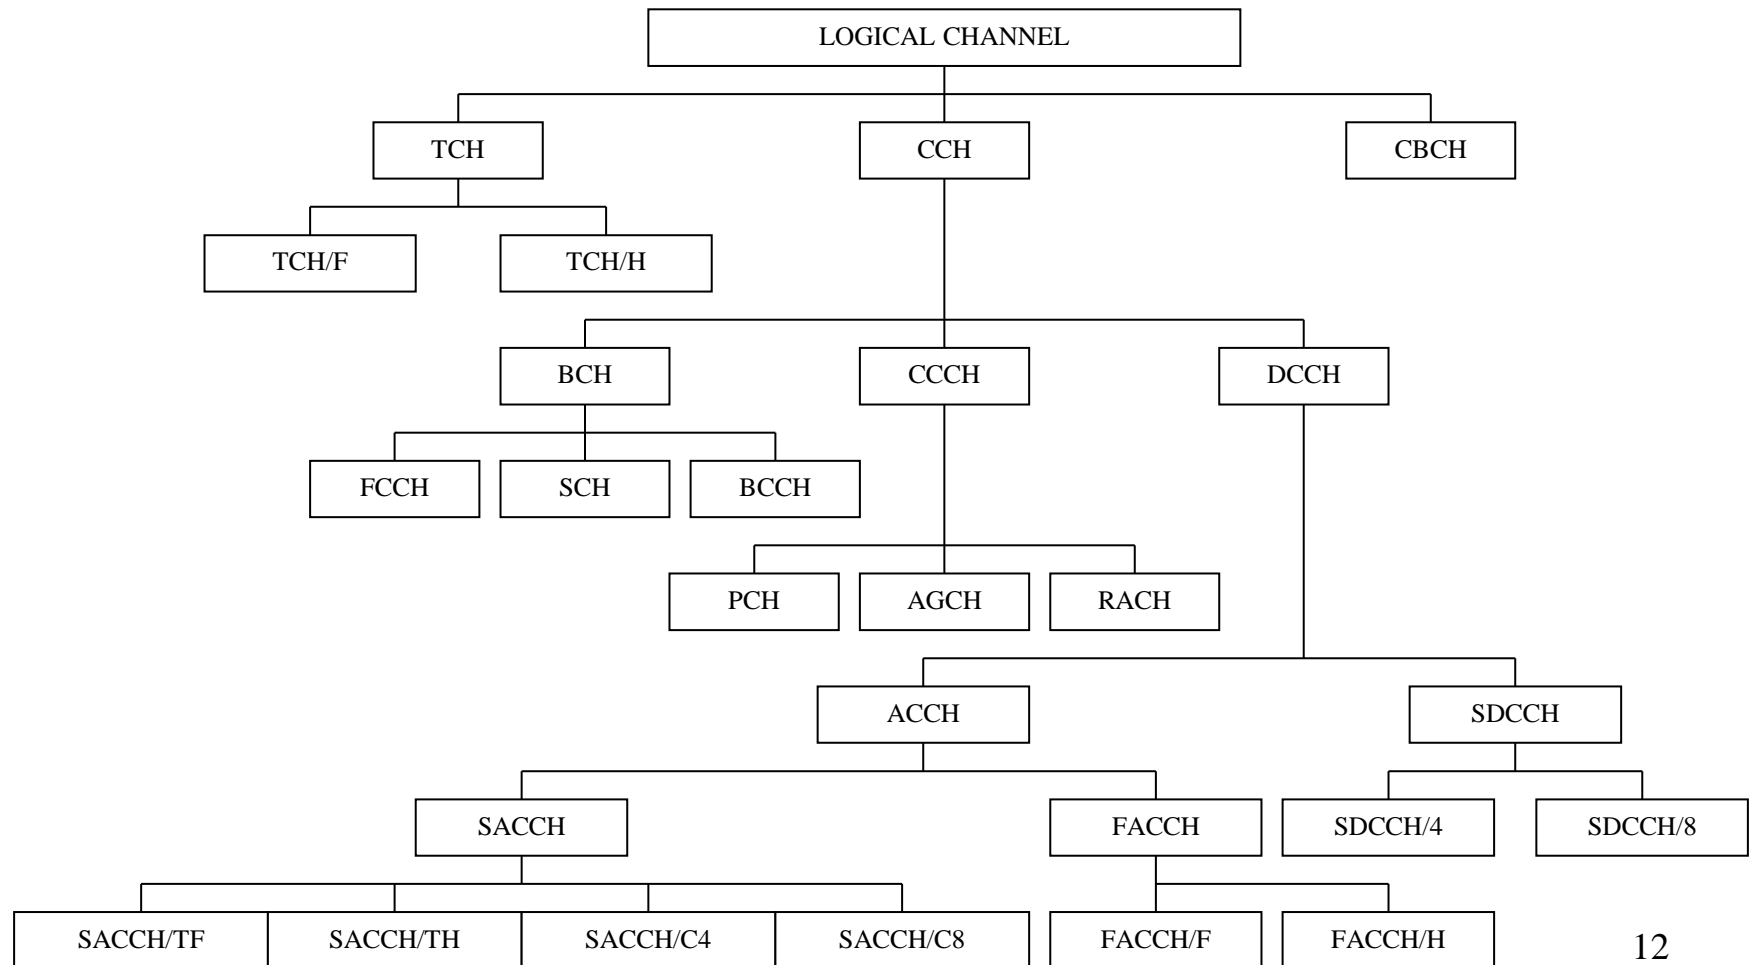 LOGICAL CHANNEL
TCH
CCH
CBCH
TCH/F
TCH/H
BCH
CCCH
DCCH
FCCH
SCH
BCCH
PCH
AGCH
RACH
ACCH
SDCCH
SACCH
FACCH
SDCCH/4
SDCCH/8
SACCH/TF
SACCH/TH
SACCH/C4
SACCH/C8
FACCH/F
FACCH/H
12